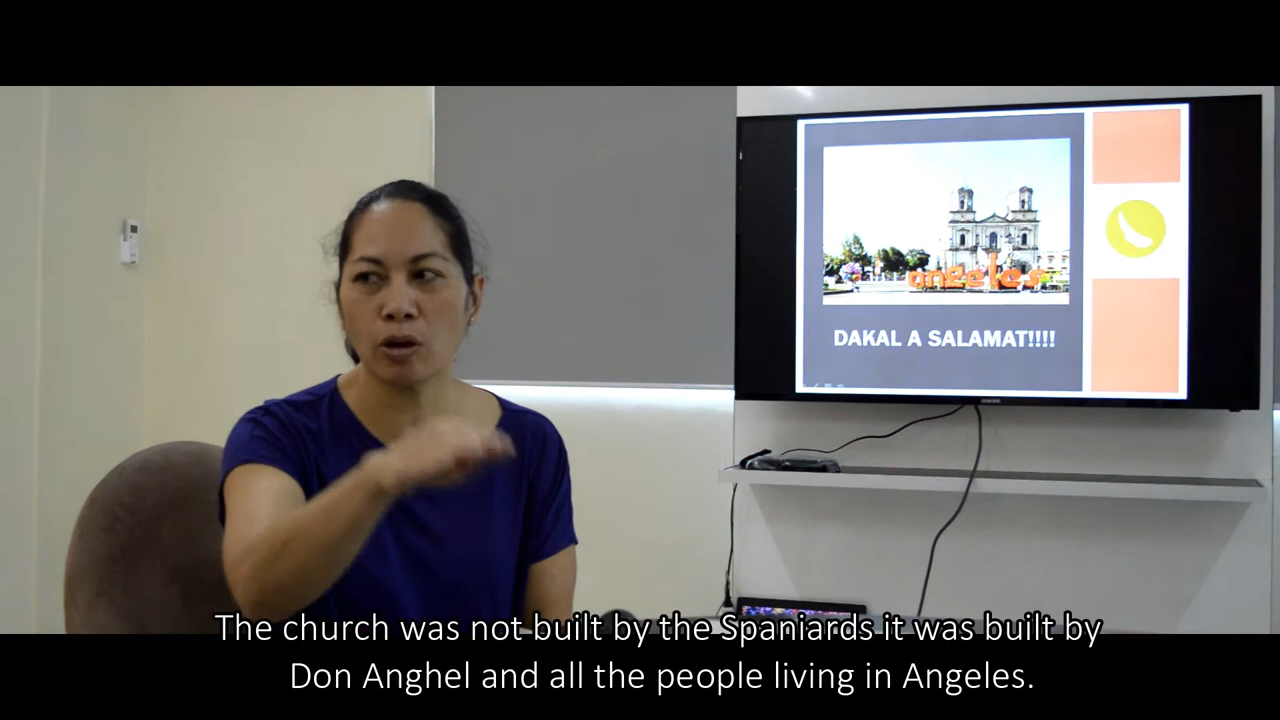 angeles
DAKAL A SALAMAT!!!!
The church was not built by the Spaniards it was built by
Don Anghel and all the people living in Angeles.